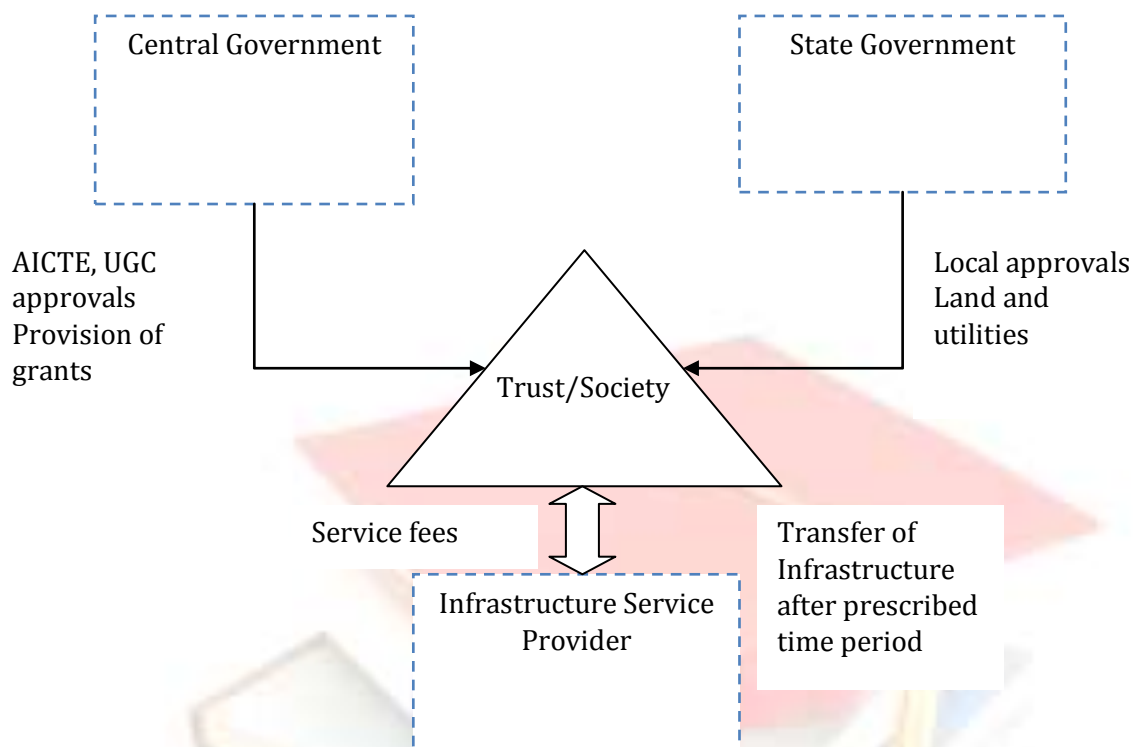 Central Government
State Government
AICTE, UGC
approvals
Provision of
grants
Local approvals
Land and
utilities
Trust/Society
Service fees
Transfer of
Infrastructure
after prescribed
time period
Infrastructure Service
Provider